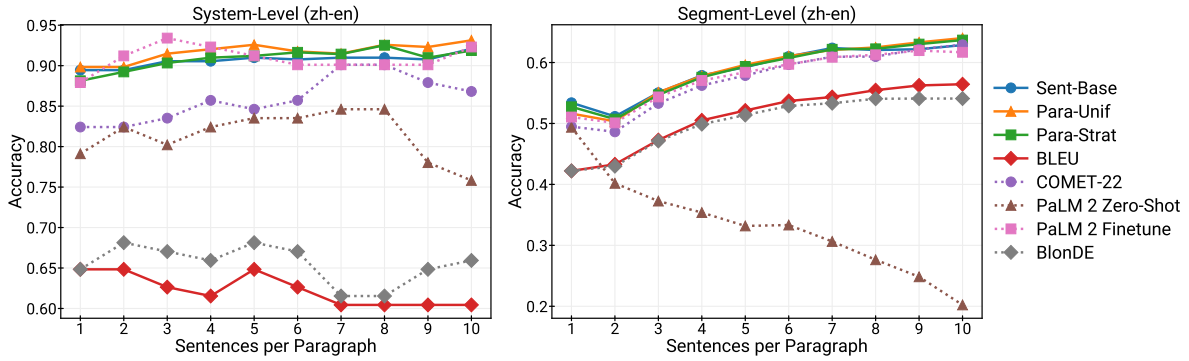 System-Level (zh-en)
Accuracy
0.95
0.90
0.85
0.80
0.75
0.70
0.65
0.60
1 2 3 4 5 6 7 8 9 10
Sentences per Paragraph
Segment-Level (zh-en)
Accuracy
0.6
0.5
0.4
0.3
0.2
1 2 3 4 5 6 7 8 9 10
Sentences per Paragraph
Sent-Base
Para-Unif
Para-Strat
BLEU
COMET-22
PaLM 2 Zero-Shot
PaLM 2 Finetune
BlonDE